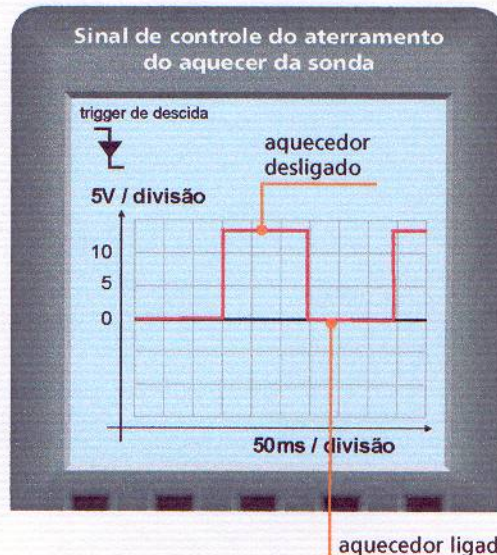 Sinal de controle do aterramento
do aquecer da sonda
trigger de descida
aquecedor
desligado
5V / divisão
10
5
0
50ms / divisão
aquecedor ligad